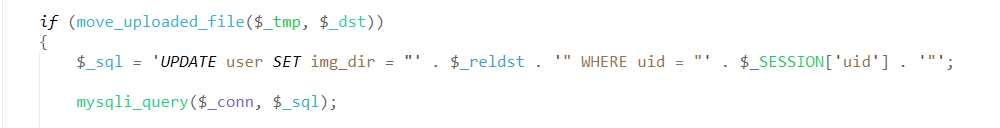 if (move_uploaded_file($_tmp, $_dst))
{
$_sql = 'UPDATE user SET img_dir = "' . $_reldst . '" WHERE uid = "' . $_SESSION['uid'] . '"';
mysqli_query($_conn, $_sql);